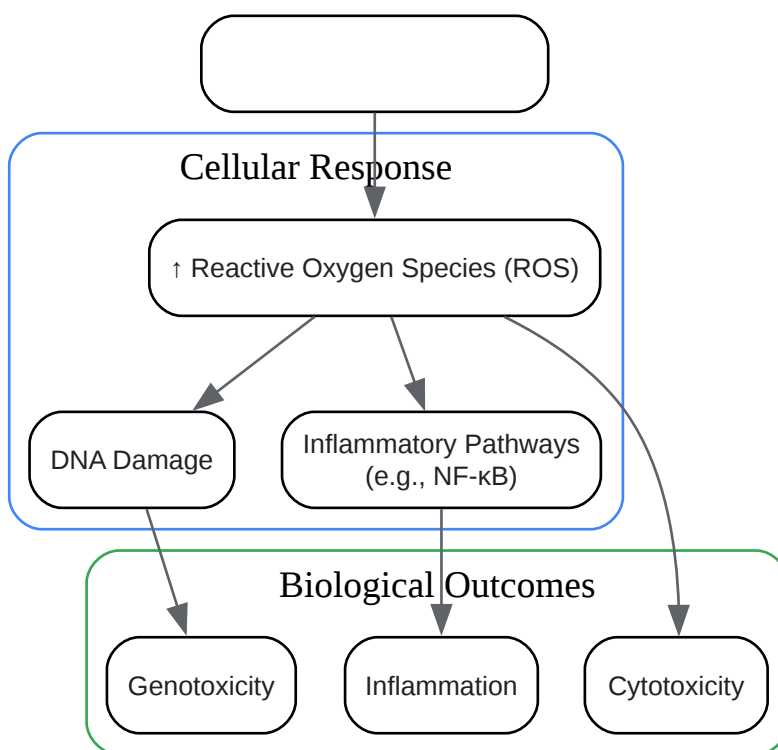 Cellular Response
↑ Reactive Oxygen Species (ROS)
DNA Damage
Inflammatory Pathways
(e.g., NF-κB)
Biological Outcomes
Genotoxicity
Inflammation
Cytotoxicity